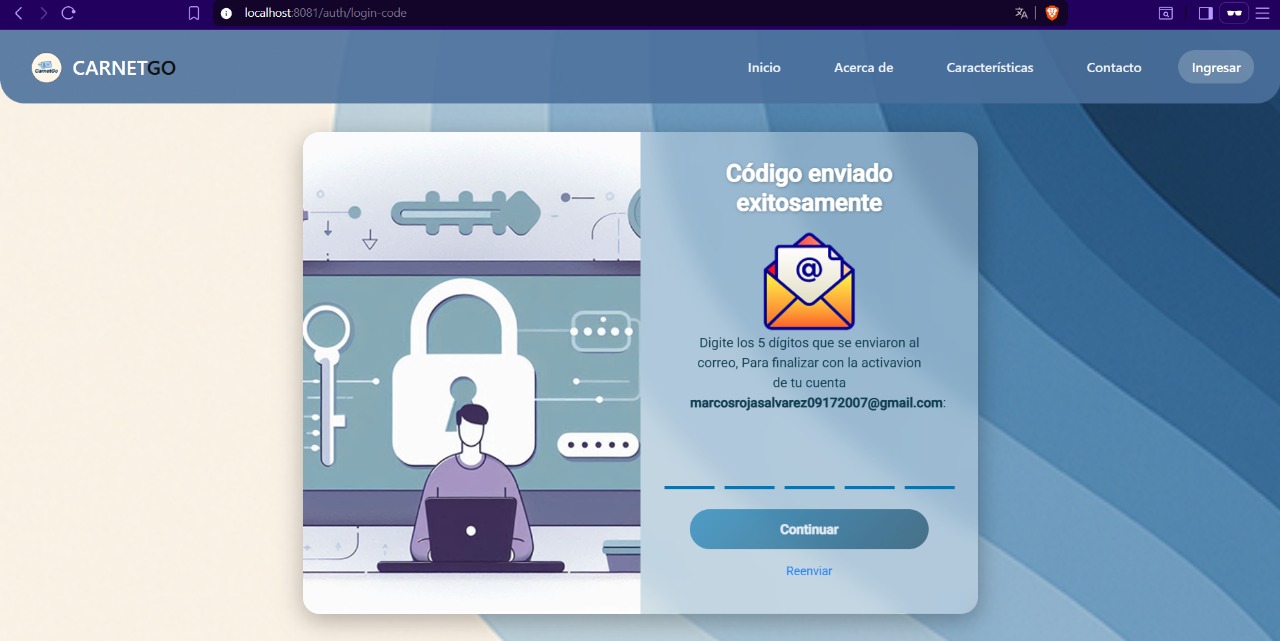 localhost:8081/auth/login-code
CarnetGo
CARNETGO
Inicio
Acerca de
Características
Contacto
Ingresar
Código enviado
exitosamente
@
Digite los 5 dígitos que se enviaron al
correo, Para finalizar con la activavion
de tu cuenta
marcosrojasalvarez09172007@gmail.com:
Continuar
Reenviar